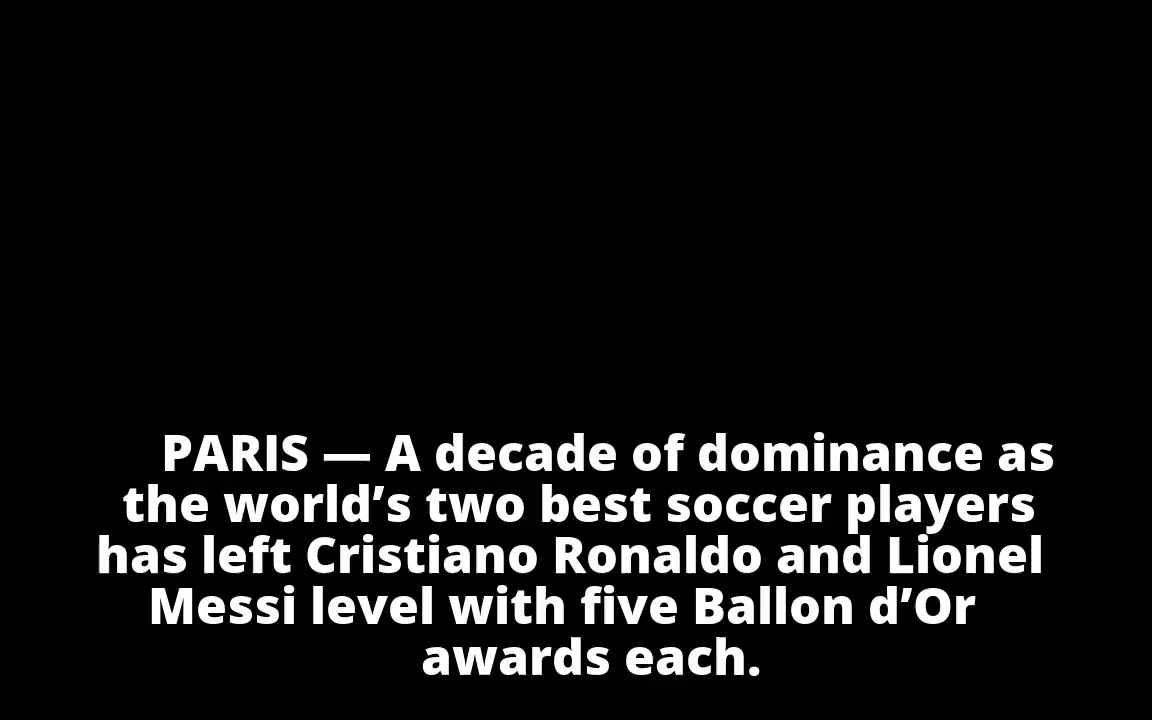 PARIS — A decade of dominance as
the world’s two best soccer players
has left Cristiano Ronaldo and Lionel
Messi level with five Ballon d’Or
awards each.